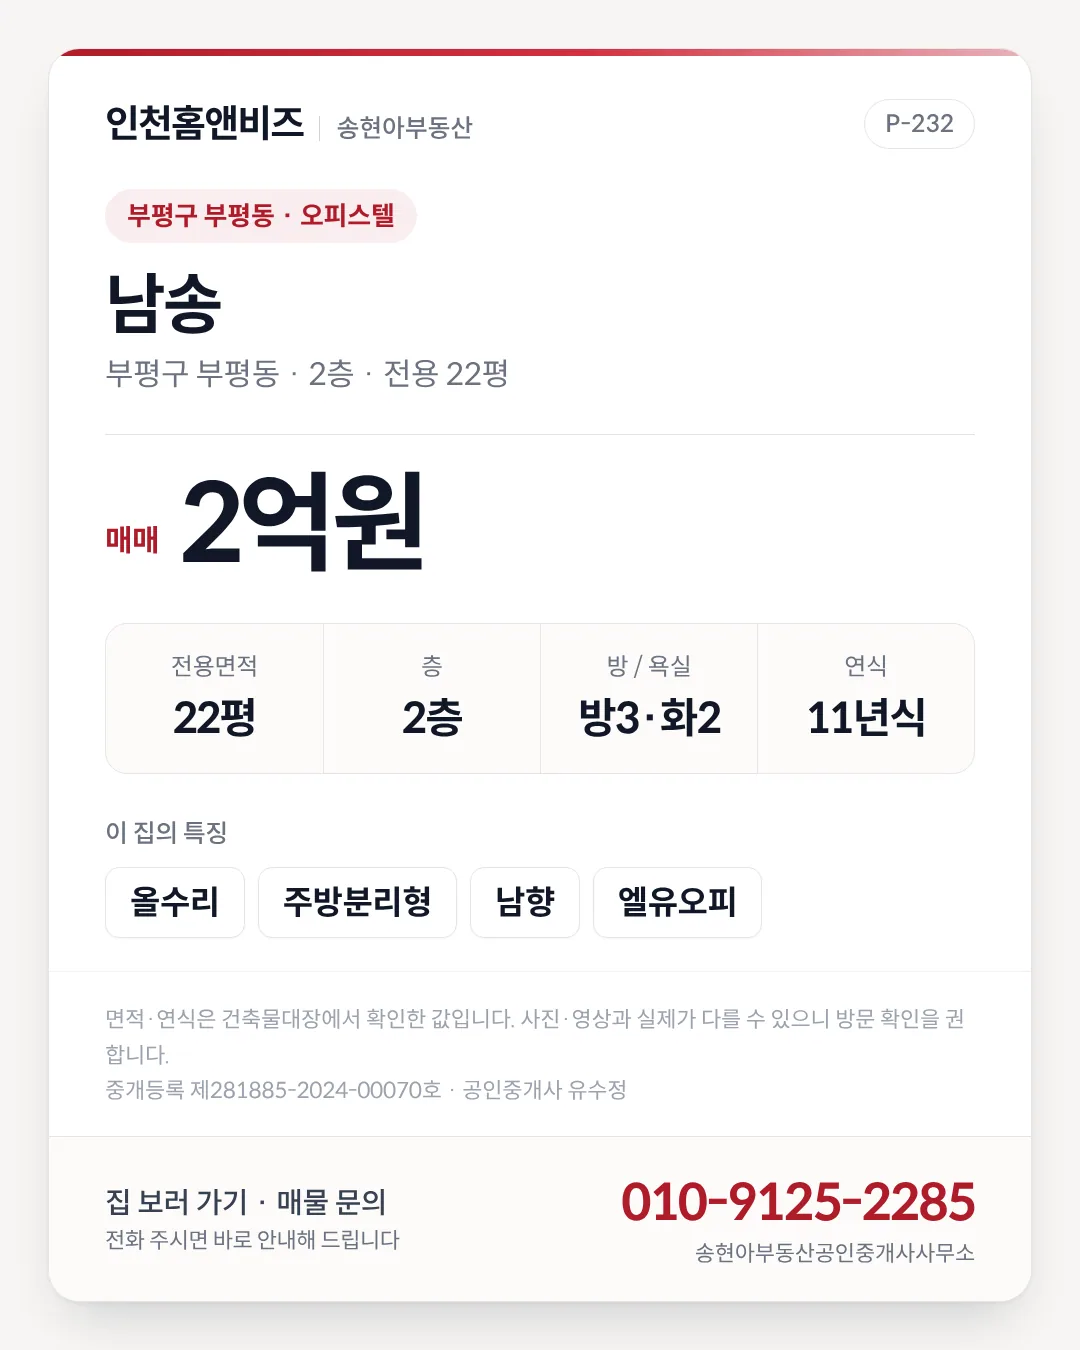 인천홈앤비즈 | 송현아부동산
P-232
부평구 부평동 · 오피스텔
남송
부평구 부평동 · 2층 · 전용 22평
매매 2억원
전용면적 층 방 / 욕실 연식
22평 2층 방3·화2 11년식
이 집의 특징
올수리 주방분리형 남향 엘유오피
면적·연식은 건축물대장에서 확인한 값입니다. 사진·영상과 실제가 다를 수 있으니 방문 확인을 권
합니다.
중개등록 제281885-2024-00070호 · 공인중개사 유수정
집 보러 가기 · 매물 문의
전화 주시면 바로 안내해 드립니다
010-9125-2285
송현아부동산공인중개사사무소